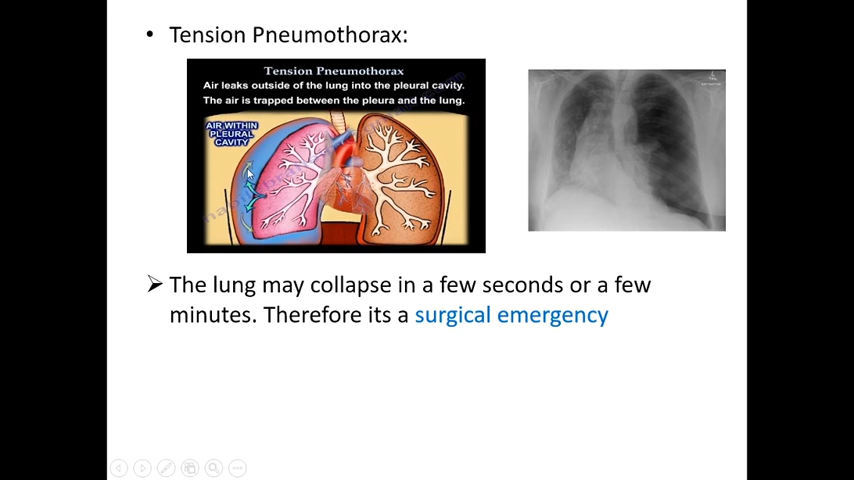 • Tension Pneumothorax:
Tension Pneumothorax
Air leaks outside of the lung into the pleural cavity.
The air is trapped between the pleura and the lung.
AIR WITHIN
PLEURAL
CAVITY
➢ The lung may collapse in a few seconds or a few
minutes. Therefore its a surgical emergency